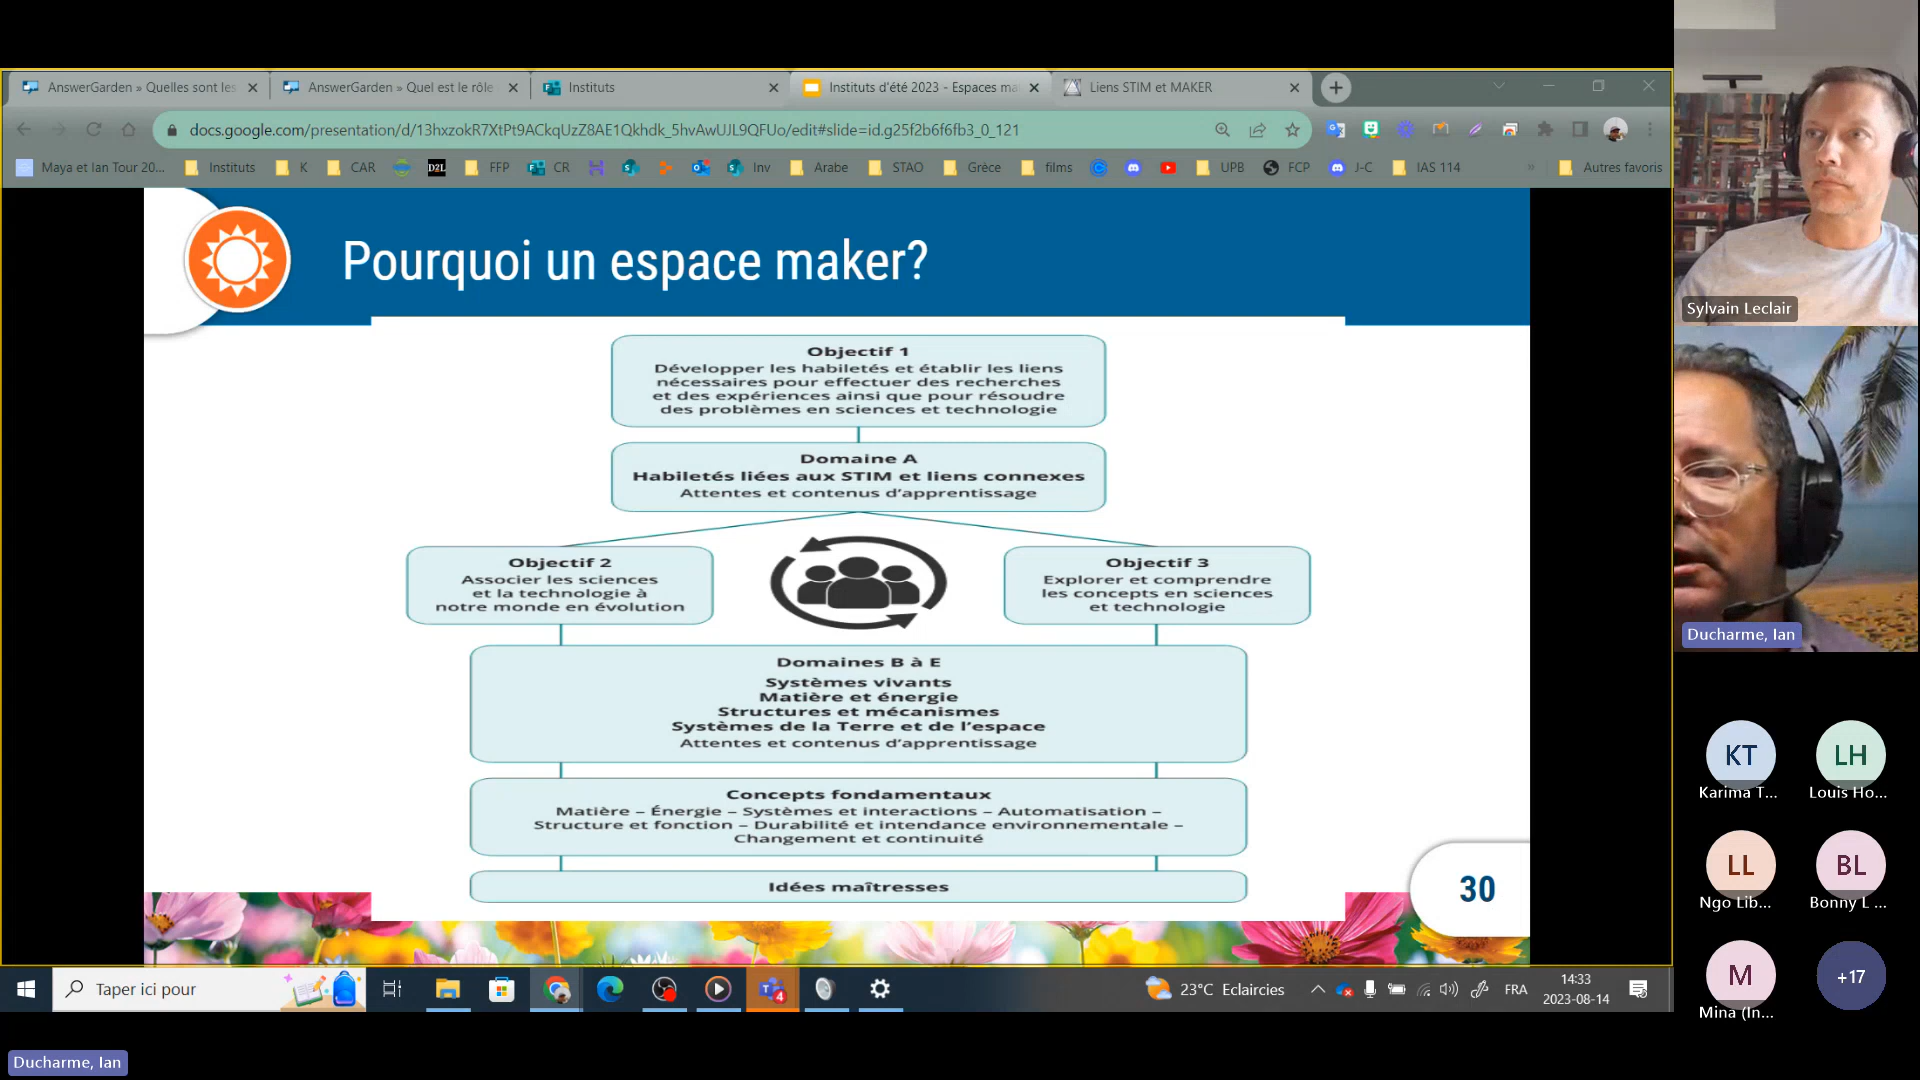 AnswerGarden » Quelles sont les
AnswerGarden » Quel est le rôle
Instituts
Instituts d'été 2023 - Espaces ma
Liens STIM et MAKER
docs.google.com/presentation/d/13hxzokR7XtPt9ACkqUzZ8AE1Qkhdk_5hvAwUJL9QFUo/edit#slide=id.g25f2b6f6fb3_0_121
Maya et Ian Tour 20... Instituts K CAR D2L FFP CR Inv Arabe STAO Grèce films UPB FCP J-C IAS 114 » Autres favoris
Pourquoi un espace maker?
Objectif 1
Développer les habiletés et établir les liens
nécessaires pour effectuer des recherches
et des expériences ainsi que pour résoudre
des problèmes en sciences et technologie
Domaine A
Habiletés liées aux STIM et liens connexes
Attentes et contenus d'apprentissage
Objectif 2
Associer les sciences
et la technologie à
notre monde en évolution
Objectif 3
Explorer et comprendre
les concepts en sciences
et technologie
Domaines B à E
Systèmes vivants
Matière et énergie
Structures et mécanismes
Systèmes de la Terre et de l'espace
Attentes et contenus d'apprentissage
Concepts fondamentaux
Matière – Énergie – Systèmes et interactions – Automatisation –
Structure et fonction – Durabilité et intendance environnementale –
Changement et continuité
Idées maîtresses
30
Taper ici pour
4
23°C Eclaircies
FRA
14:33
2023-08-14
Ducharme, Ian
Sylvain Leclair
Ducharme, Ian
KT
Karima T...
LH
Louis Ho...
LL
Ngo Lib...
BL
Bonny L ...
M
Mina (In...
+17